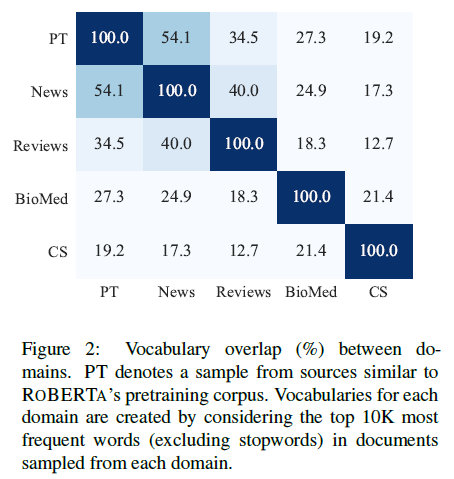 PT 100.0 54.1 34.5 27.3 19.2
News 54.1 100.0 40.0 24.9 17.3
Reviews 34.5 40.0 100.0 18.3 12.7
BioMed 27.3 24.9 18.3 100.0 21.4
CS 19.2 17.3 12.7 21.4 100.0
PT News Reviews BioMed CS
Figure 2: Vocabulary overlap (%) between do-
mains. PT denotes a sample from sources similar to
ROBERTA's pretraining corpus. Vocabularies for each
domain are created by considering the top 10K most
frequent words (excluding stopwords) in documents
sampled from each domain.